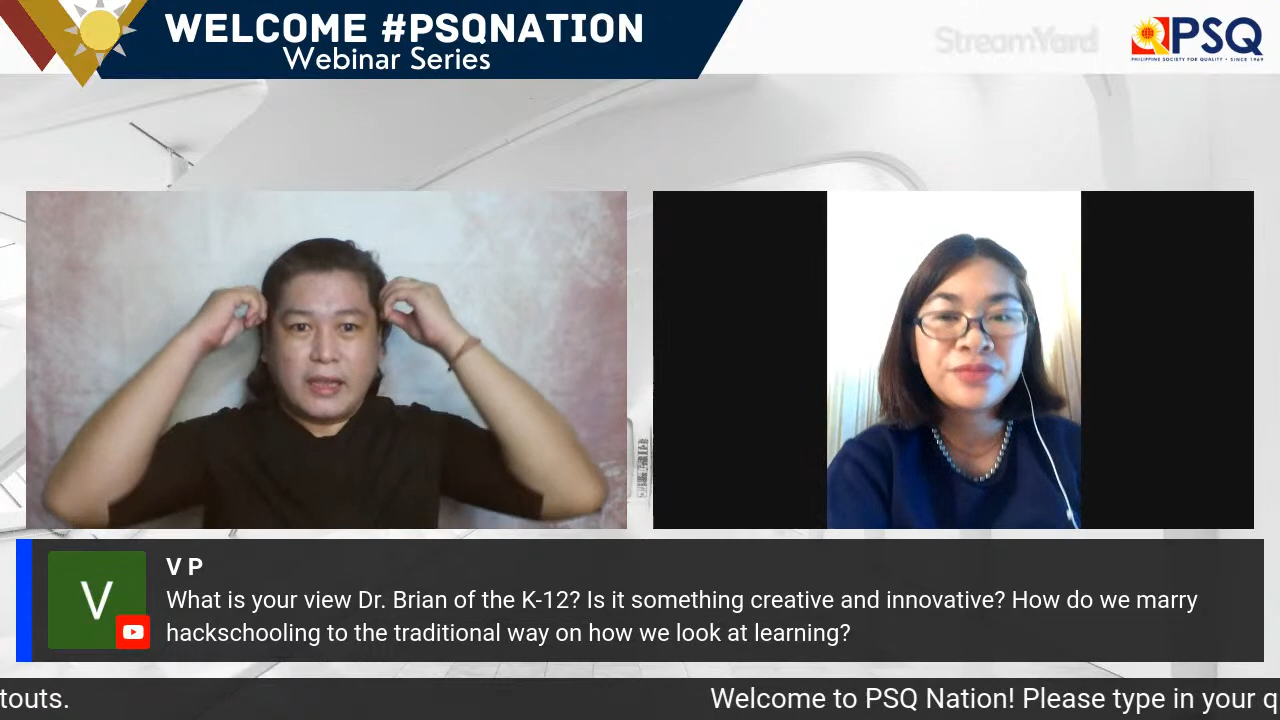 WELCOME #PSQNATION
Webinar Series
StreamYard
PSQ
PHILIPPINE SOCIETY FOR QUALITY • SINCE 1969
V
V P
What is your view Dr. Brian of the K-12? Is it something creative and innovative? How do we marry
hackschooling to the traditional way on how we look at learning?
touts. Welcome to PSQ Nation! Please type in your q